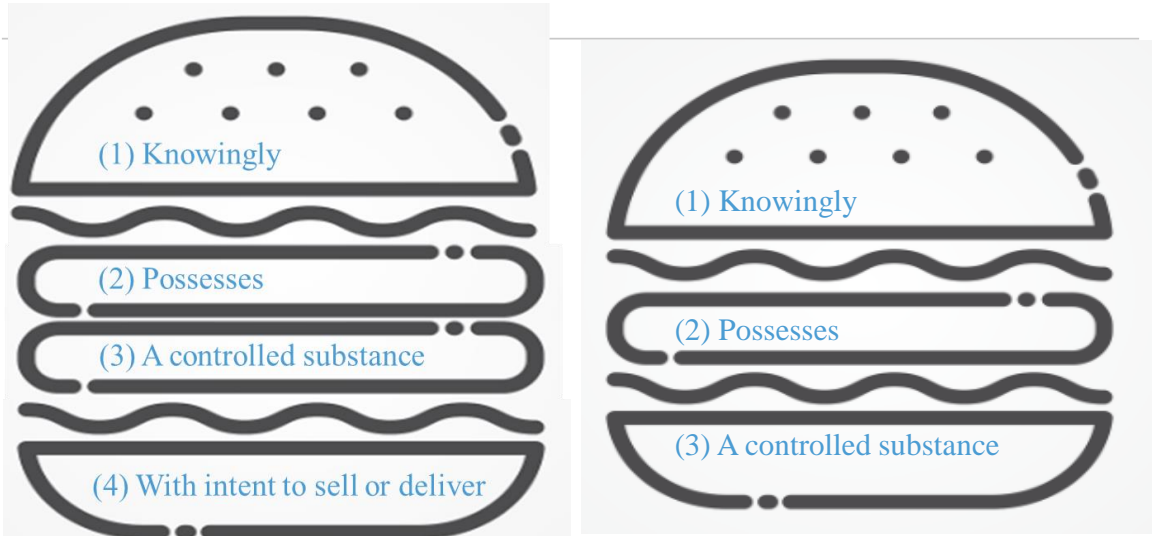 (1) Knowingly
(2) Possesses
(3) A controlled substance
(4) With intent to sell or deliver
(1) Knowingly
(2) Possesses
(3) A controlled substance